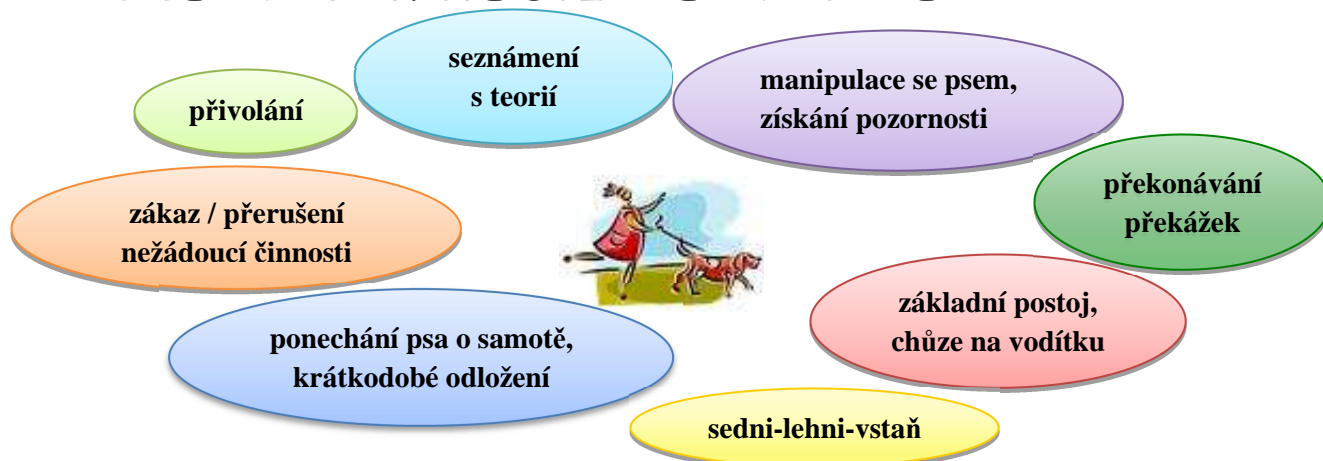 seznámení
s teorií
manipulace se psem,
získání pozornosti
přivolání
překonávání
překážek
zákaz / přerušení
nežádoucí činnosti
základní postoj,
chůze na vodítku
ponechání psa o samotě,
krátkodobé odložení
sedni-lehni-vstaň